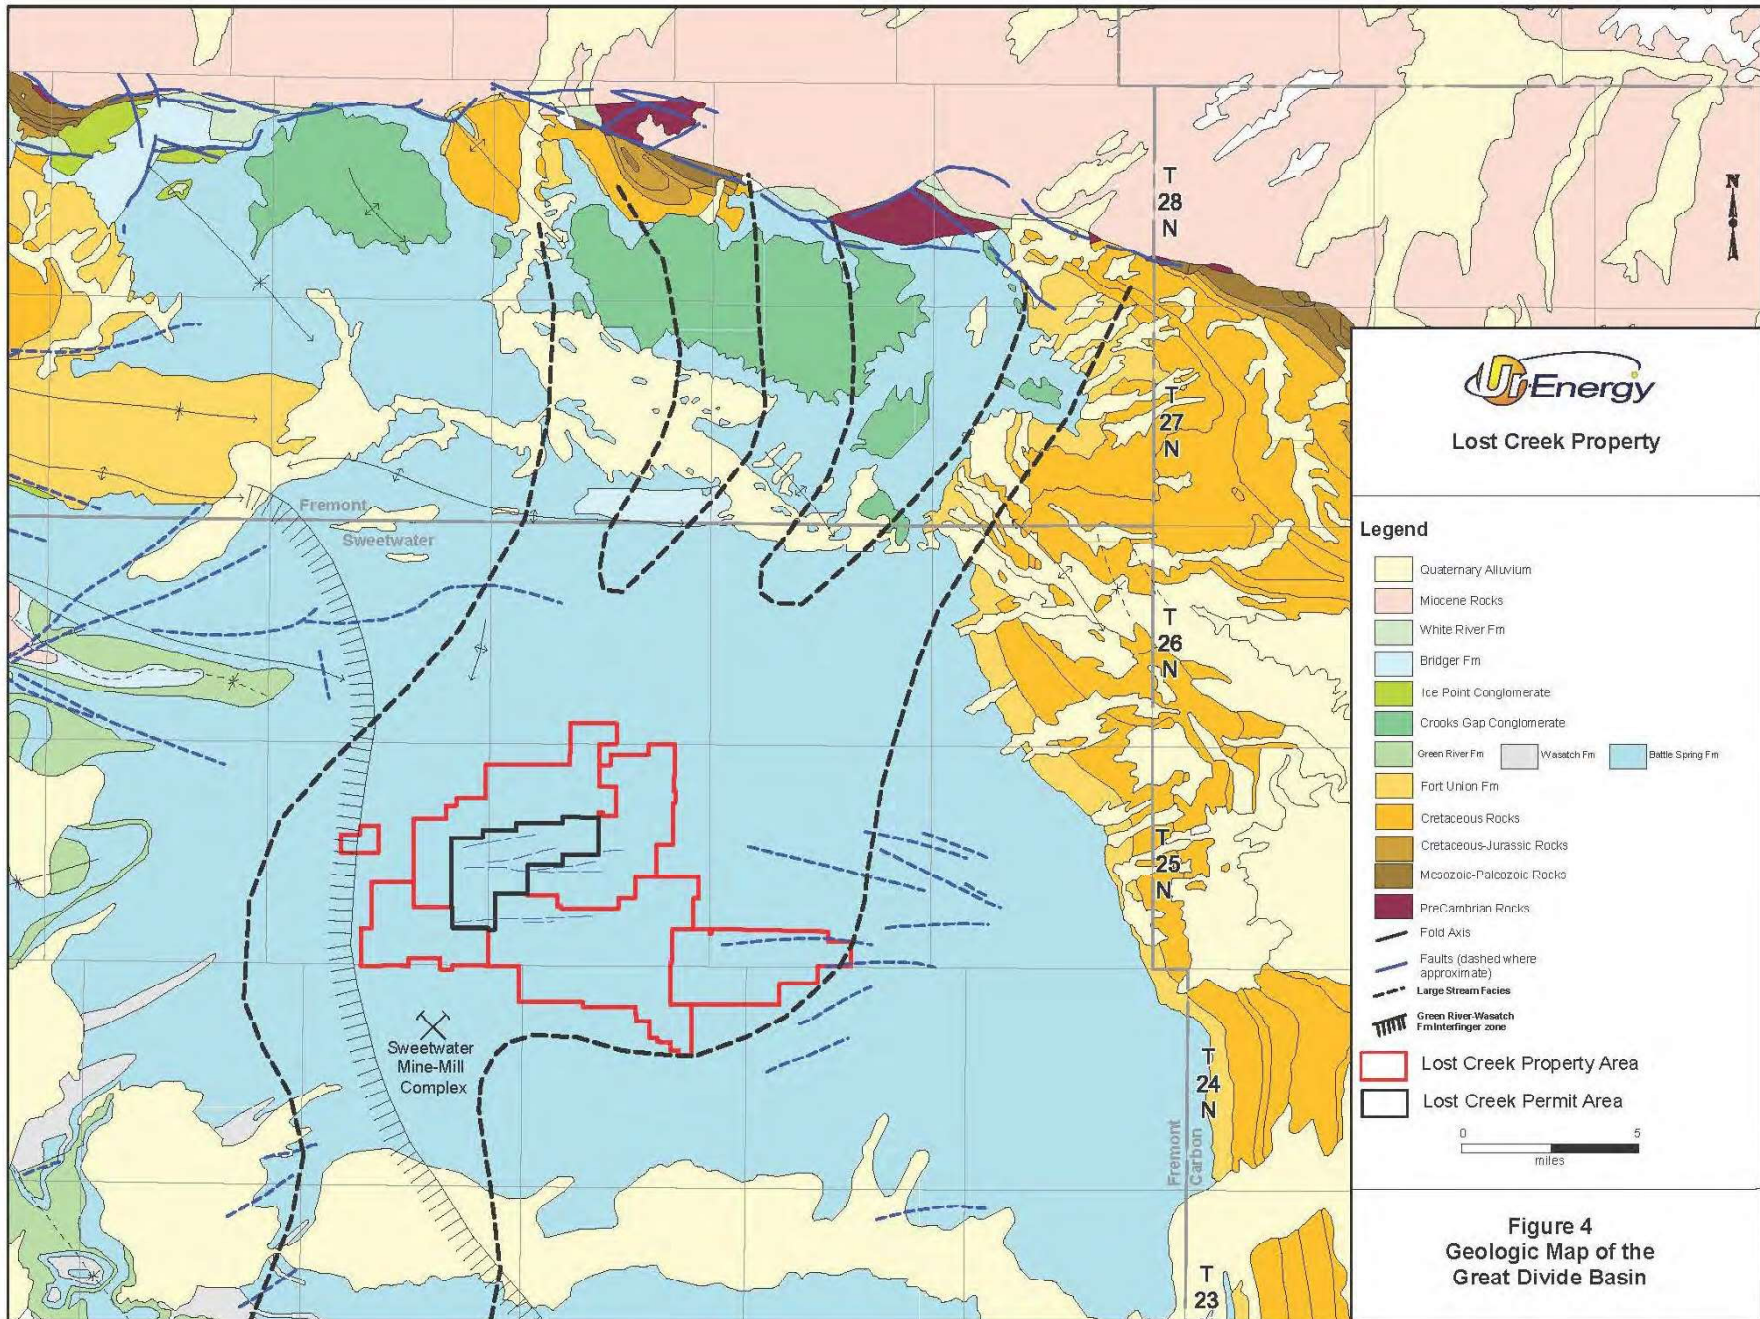 T
28
N
N
T
27
N
Fremont
Sweetwater
T
26
N
T
25
N
Sweetwater
Mine-Mill
Complex
T
24
N
Fremont
Carbon
T
23
Ur Energy
Lost Creek Property
Legend
Quaternary Alluvium
Miocene Rocks
White River Fm
Bridger Fm
Ice Point Conglomerate
Crooks Gap Conglomerate
Green River Fm Wasatch Fm Battle Spring Fm
Fort Union Fm
Cretaceous Rocks
Cretaceous-Jurassic Rocks
Mesozoic-Paleozoic Rocks
PreCambrian Rocks
Fold Axis
Faults (dashed where
approximate)
Large Stream Facies
Green River-Wasatch
Fm Interfinger zone
Lost Creek Property Area
Lost Creek Permit Area
0 5
miles
Figure 4
Geologic Map of the
Great Divide Basin